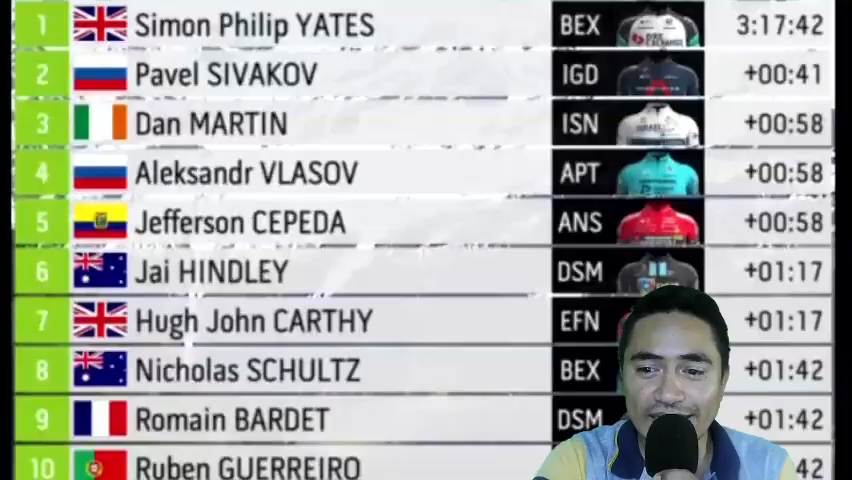 1 Simon Philip YATES BEX 3:17:42
2 Pavel SIVAKOV IGD +00:41
3 Dan MARTIN ISN +00:58
4 Aleksandr VLASOV APT +00:58
5 Jefferson CEPEDA ANS +00:58
6 Jai HINDLEY DSM +01:17
7 Hugh John CARTHY EFN +01:17
8 Nicholas SCHULTZ BEX +01:42
9 Romain BARDET DSM +01:42
10 Ruben GUERREIRO 42